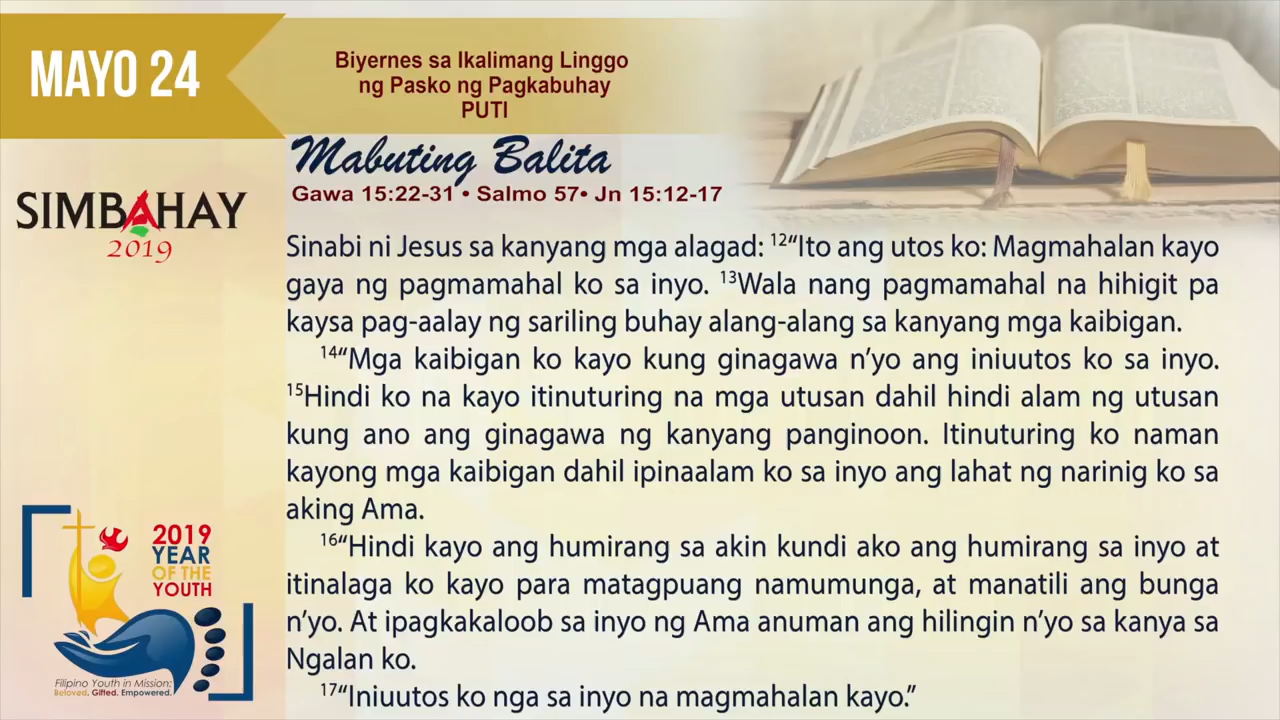 MAYO 24
Biyernes sa Ikalimang Linggo
ng Pasko ng Pagkabuhay
PUTI
Mabuting Balita
Gawa 15:22-31 • Salmo 57• Jn 15:12-17
SIMBAHAY
2019
Sinabi ni Jesus sa kanyang mga alagad: 12“Ito ang utos ko: Magmahalan kayo
gaya ng pagmamahal ko sa inyo. 13Wala nang pagmamahal na hihigit pa
kaysa pag-aalay ng sariling buhay alang-alang sa kanyang mga kaibigan.
14“Mga kaibigan ko kayo kung ginagawa n’yo ang iniuutos ko sa inyo.
15Hindi ko na kayo itinuturing na mga utusan dahil hindi alam ng utusan
kung ano ang ginagawa ng kanyang panginoon. Itinuturing ko naman
kayong mga kaibigan dahil ipinaalam ko sa inyo ang lahat ng narinig ko sa
aking Ama.
16“Hindi kayo ang humirang sa akin kundi ako ang humirang sa inyo at
itinalaga ko kayo para matagpuang namumunga, at manatili ang bunga
n’yo. At ipagkakaloob sa inyo ng Ama anuman ang hilingin n’yo sa kanya sa
Ngalan ko.
17“Iniuutos ko nga sa inyo na magmahalan kayo.”
2019
YEAR
OF THE
YOUTH
Filipino Youth in Mission:
Beloved. Gifted. Empowered.